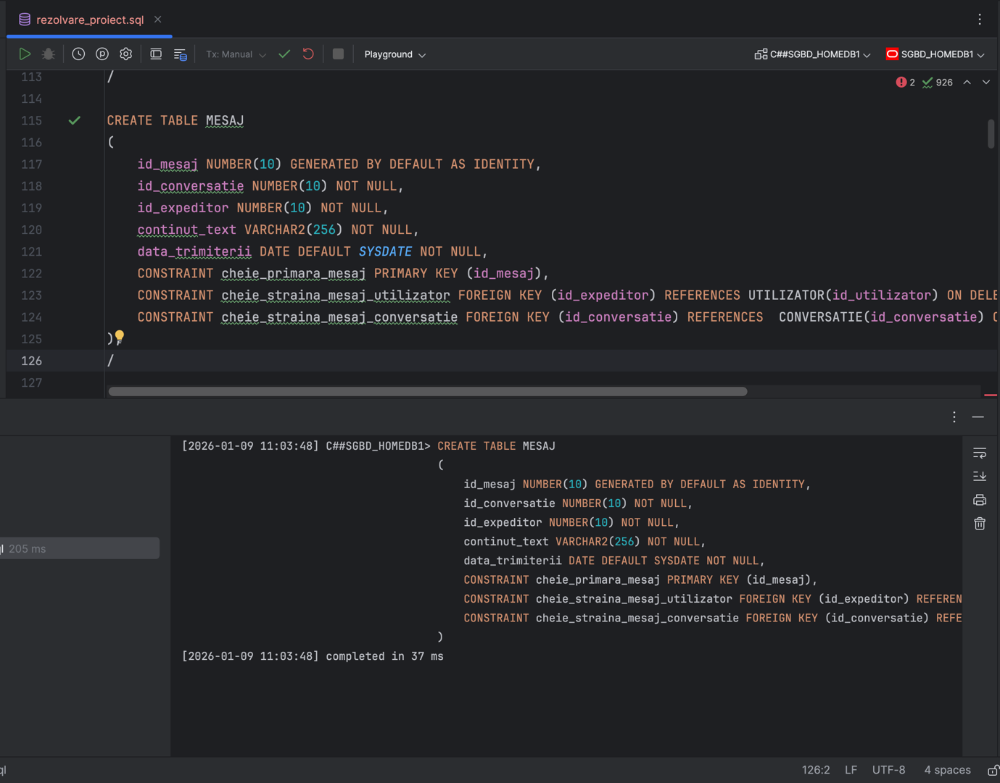 rezolvare_proiect.sql
Tx: Manual
Playground
C##SGBD_HOMEDB1
SGBD_HOMEDB1
2 926
113 /
114
115 CREATE TABLE MESAJ
116 (
117 id_mesaj NUMBER(10) GENERATED BY DEFAULT AS IDENTITY,
118 id_conversatie NUMBER(10) NOT NULL,
119 id_expeditor NUMBER(10) NOT NULL,
120 continut_text VARCHAR2(256) NOT NULL,
121 data_trimiterii DATE DEFAULT SYSDATE NOT NULL,
122 CONSTRAINT cheie_primara_mesaj PRIMARY KEY (id_mesaj),
123 CONSTRAINT cheie_straina_mesaj_utilizator FOREIGN KEY (id_expeditor) REFERENCES UTILIZATOR(id_utilizator) ON DELE
124 CONSTRAINT cheie_straina_mesaj_conversatie FOREIGN KEY (id_conversatie) REFERENCES CONVERSATIE(id_conversatie)
125 )
126 /
127
[2026-01-09 11:03:48] C##SGBD_HOMEDB1> CREATE TABLE MESAJ
(
id_mesaj NUMBER(10) GENERATED BY DEFAULT AS IDENTITY,
id_conversatie NUMBER(10) NOT NULL,
id_expeditor NUMBER(10) NOT NULL,
continut_text VARCHAR2(256) NOT NULL,
data_trimiterii DATE DEFAULT SYSDATE NOT NULL,
CONSTRAINT cheie_primara_mesaj PRIMARY KEY (id_mesaj),
CONSTRAINT cheie_straina_mesaj_utilizator FOREIGN KEY (id_expeditor) REFEREN
CONSTRAINT cheie_straina_mesaj_conversatie FOREIGN KEY (id_conversatie) REFE
)
[2026-01-09 11:03:48] completed in 37 ms
ql 205 ms
ql
126:2 LF UTF-8 4 spaces